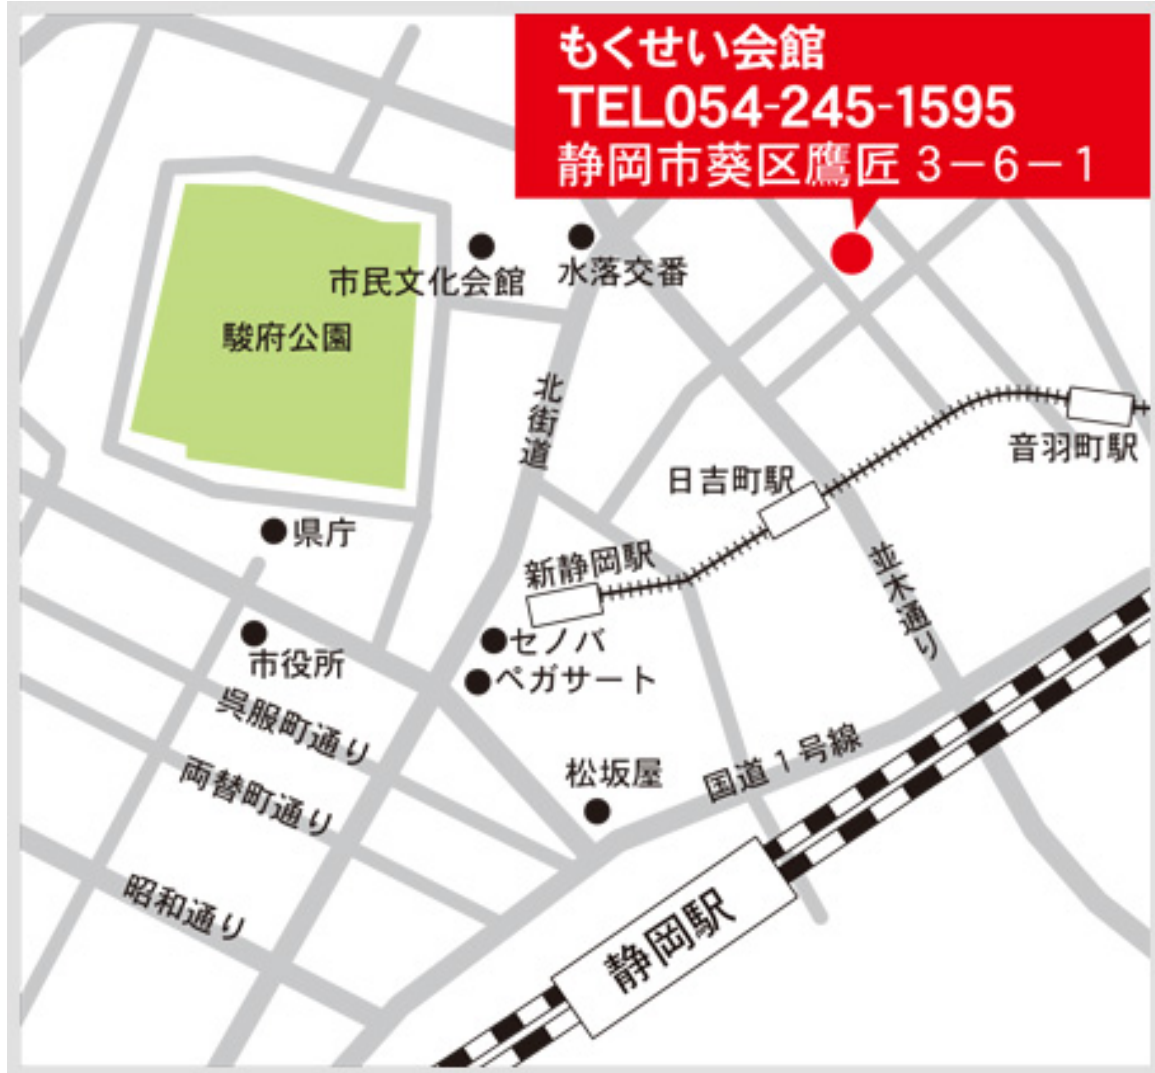 もくせい会館
TEL054-245-1595
静岡市葵区鷹匠 3－6－1
市民文化会館
水落交番
駿府公園
北街道
音羽町駅
日吉町駅
県庁
新静岡駅
並木通り
セノバ
市役所
ペガサート
呉服町通り
国道1号線
松坂屋
両替町通り
昭和通り
静岡駅